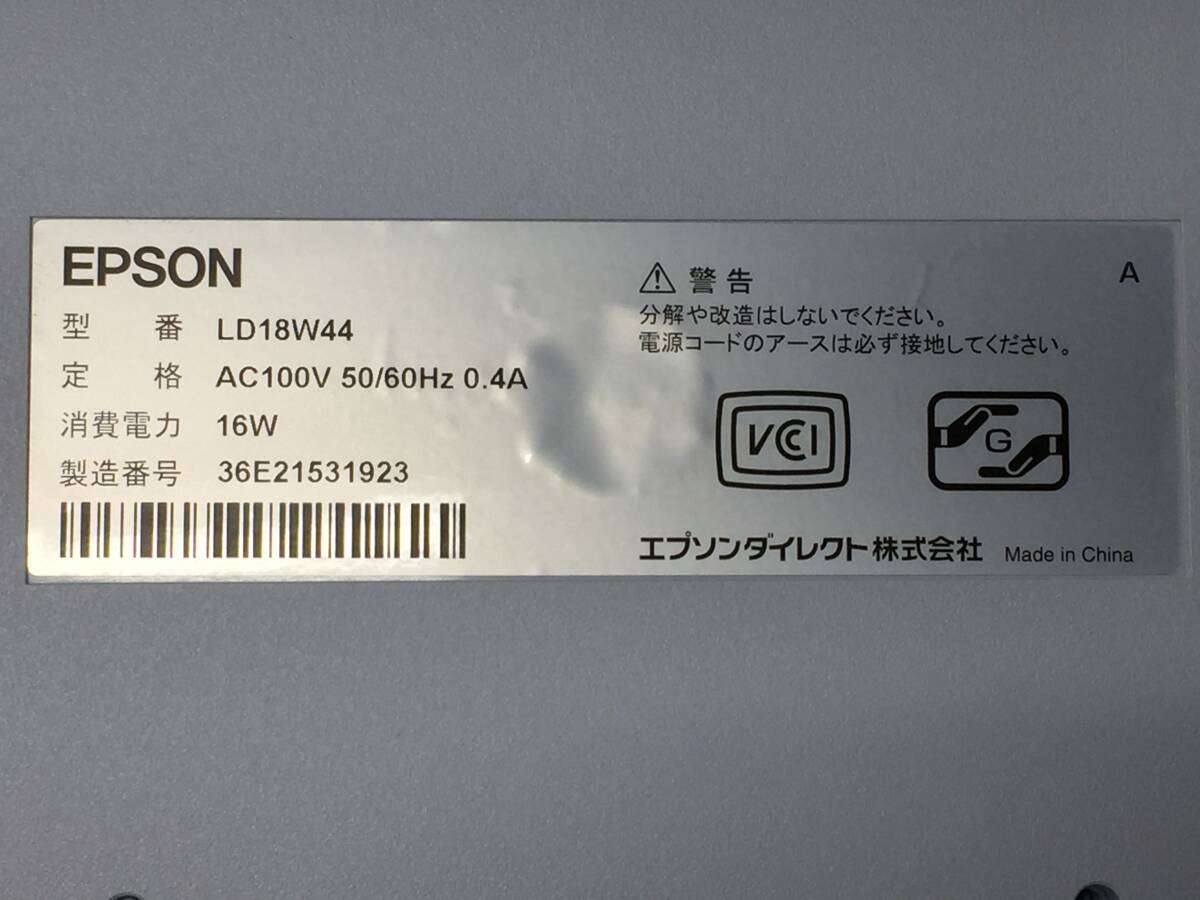 EPSON
型 番 LD18W44
定 格 AC100V 50/60Hz 0.4A
消費電力 16W
製造番号 36E21531923
警告
A
分解や改造はしないでください。
電源コードのアースは必ず接地してください。
VCCI
G
エプソンダイレクト株式会社 Made in China